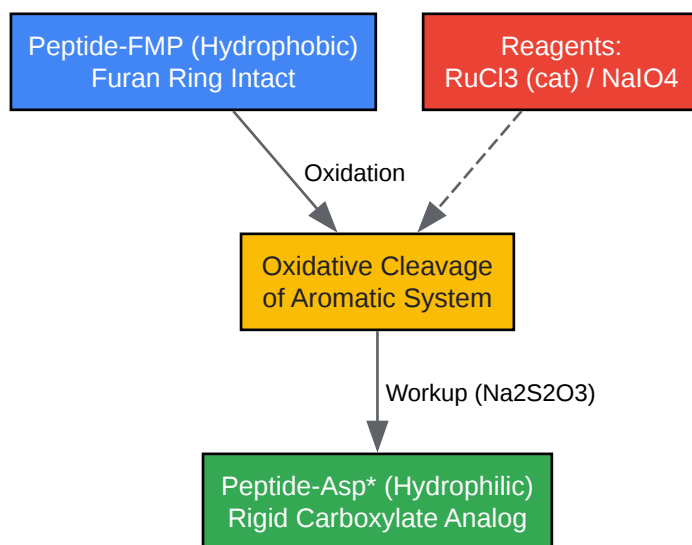 Peptide-FMP (Hydrophobic)
Furan Ring Intact
Reagents:
RuCl3 (cat) / NaIO4
Oxidation
Oxidative Cleavage
of Aromatic System
Workup (Na2S2O3)
Peptide-Asp* (Hydrophilic)
Rigid Carboxylate Analog